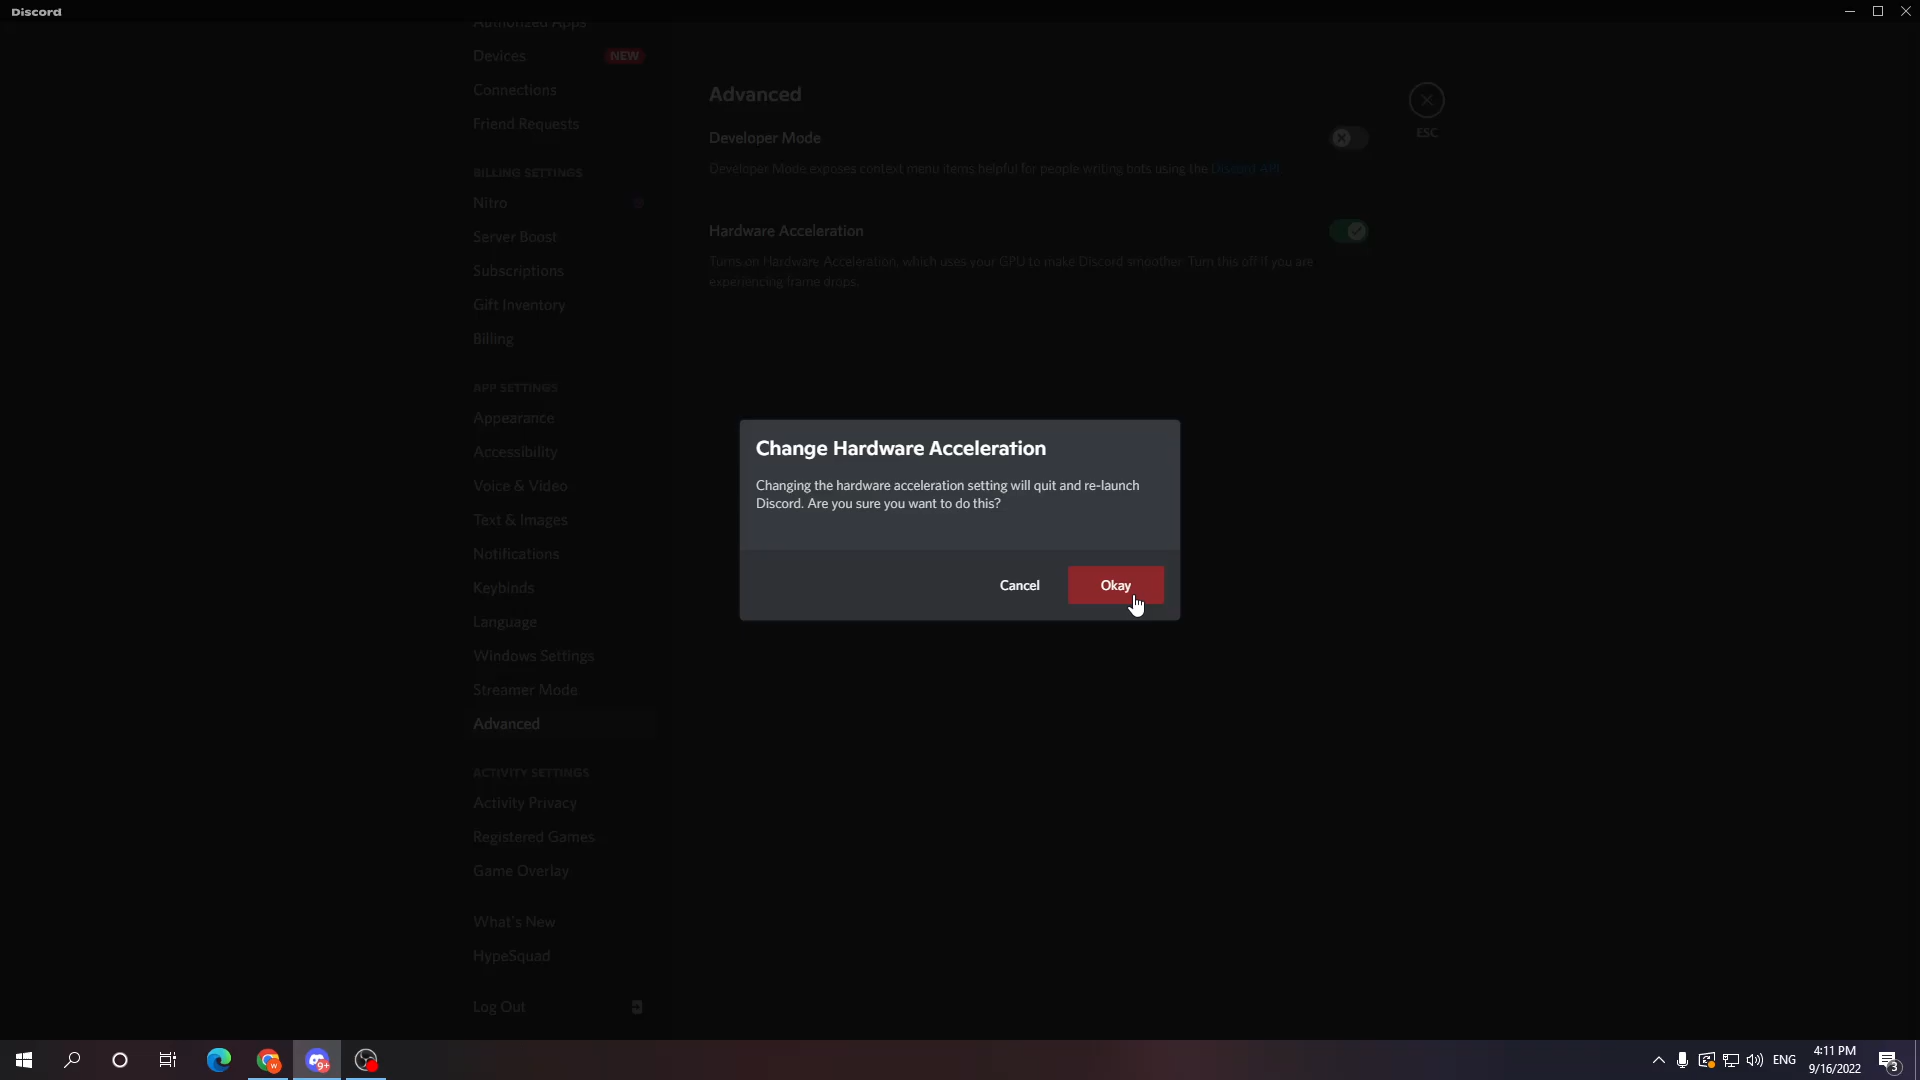 Discord
Authorized Apps
Devices NEW
Connections
Friend Requests
BILLING SETTINGS
Nitro
Server Boost
Subscriptions
Gift Inventory
Billing
APP SETTINGS
Appearance
Accessibility
Voice & Video
Text & Images
Notifications
Keybinds
Language
Windows Settings
Streamer Mode
Advanced
ACTIVITY SETTINGS
Activity Privacy
Registered Games
Game Overlay
What's New
HypeSquad
Log Out
Advanced
Developer Mode
Developer Mode exposes context menu items helpful for people writing bots using the Discord API
Hardware Acceleration
Turns on Hardware Acceleration, which uses your GPU to make Discord smoother. Turn this off if you are
experiencing frame drops.
ESC
Change Hardware Acceleration
Changing the hardware acceleration setting will quit and re-launch
Discord. Are you sure you want to do this?
Cancel Okay
W 9+
ENG
4:11 PM
9/16/2022
3